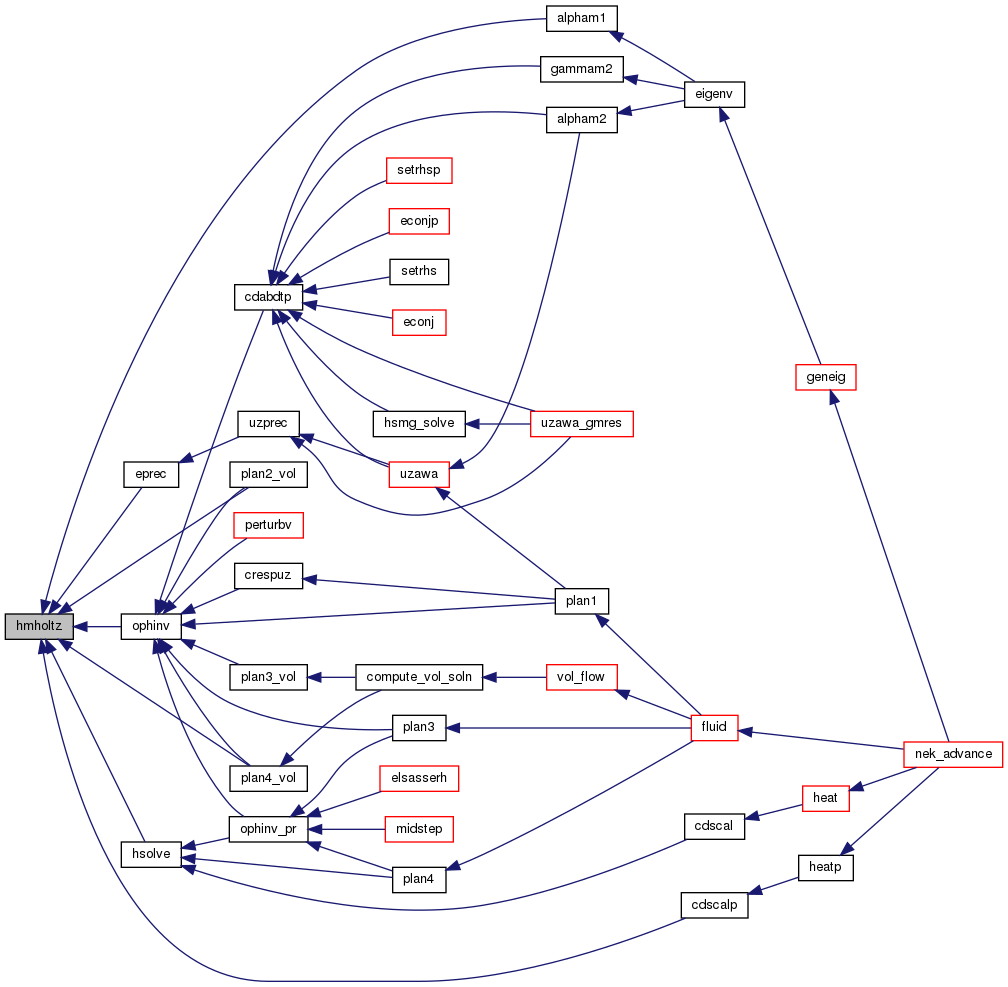 alpham1
gammam2
eigenv
alpham2
setrhsp
econjp
setrhs
cdabdtp
econj
geneig
uzprec
hsmg_solve
uzawa_gmres
eprec
plan2_vol
uzawa
perturbv
crespuz
plan1
hmholtz
ophinv
plan3_vol
compute_vol_soln
vol_flow
plan3
fluid
nek_advance
plan4_vol
elsasserh
heat
ophinv_pr
midstep
cdscal
hsolve
plan4
heatp
cdscalp